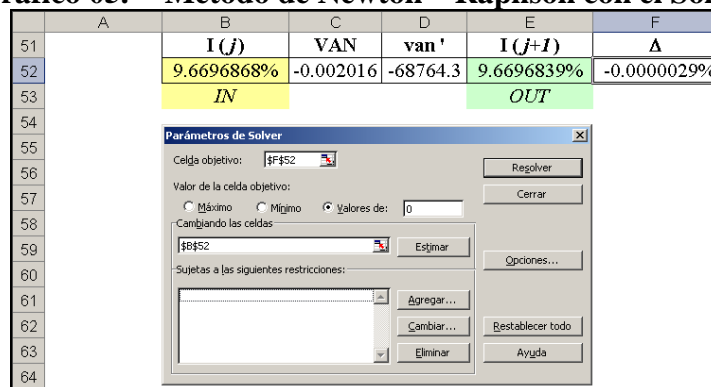 Método de Newton – Raphson con el
A B C D E F
51 I (j) VAN van ' I (j+1) Δ
52 9.6696868% -0.002016 -68764.3 9.6696839% -0.0000029%
53 IN OUT
54
55 Parámetros de Solver
56 Celda objetivo: $F$52 Resolver
57 Valor de la celda objetivo: Cerrar
58 Máximo Mínimo Valores de: 0
Cambiando las celdas
59 $B$52 Estimar
60 Sujetas a las siguientes restricciones: Opciones...
61 Agregar...
62 Cambiar... Restablecer todo
63 Eliminar Ayuda
64